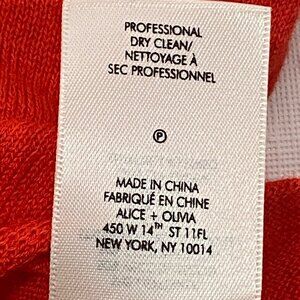 PROFESSIONAL
DRY CLEAN/
NETTOYAGE À
SEC PROFESSIONNEL
P
MADE IN CHINA
FABRIQUÉ EN CHINE
ALICE + OLIVIA
450 W 14TH ST 11FL
NEW YORK, NY 10014